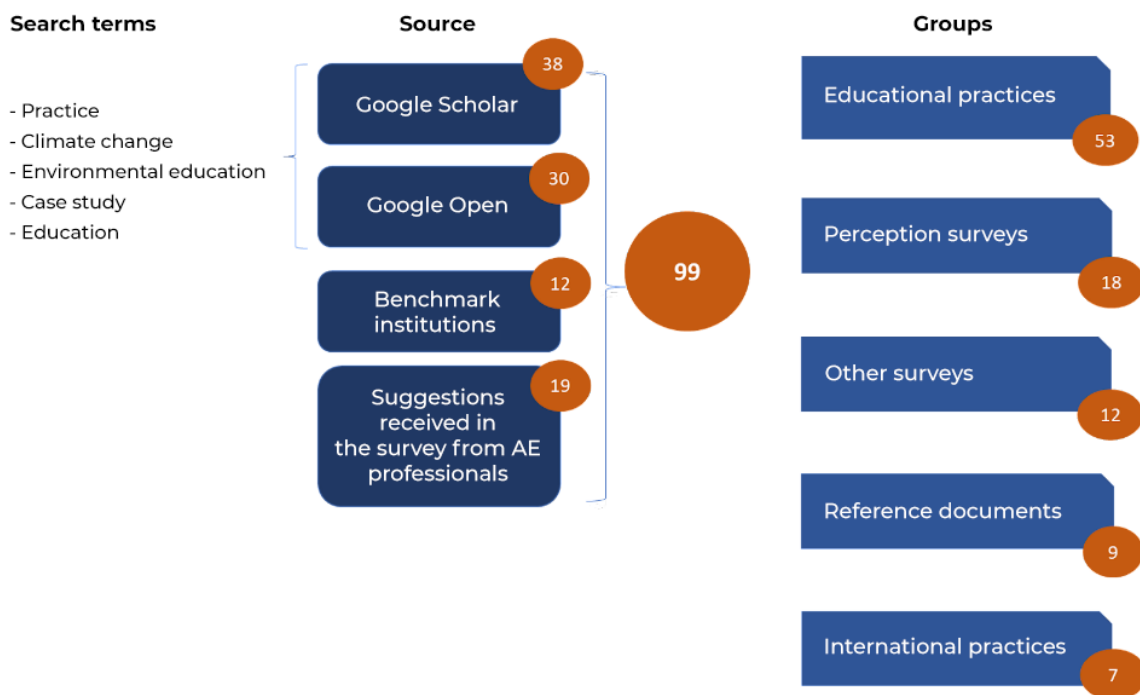 Search terms
- Practice
- Climate change
- Environmental education
- Case study
- Education
Source
38
Google Scholar
30
Google Open
12
Benchmark
institutions
19
Suggestions
received in
the survey from AE
professionals
99
Groups
Educational practices
53
Perception surveys
18
Other surveys
12
Reference documents
9
International practices
7